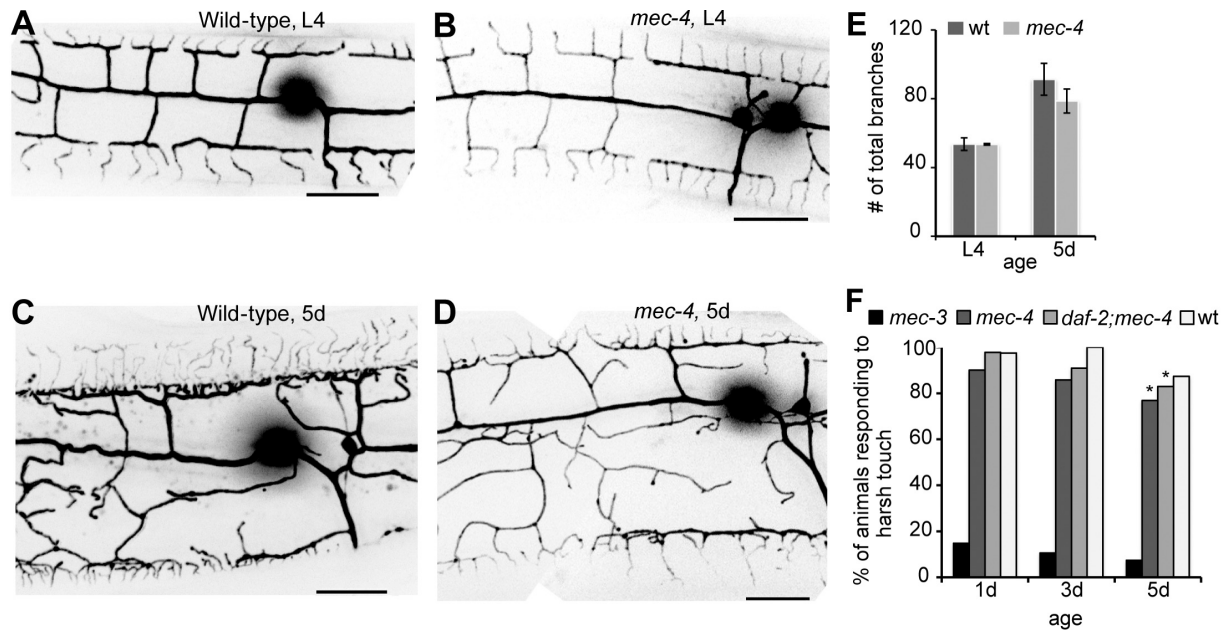 A
Wild-type, L4
B
mec-4, L4
C
Wild-type, 5d
D
mec-4, 5d
E
wt mec-4
# of total branches
120
80
40
0
L4 5d
age
F
mec-3 mec-4 daf-2;mec-4 wt
% of animals responding to
harsh touch
100
80
60
40
20
0
* *
1d 3d 5d
age